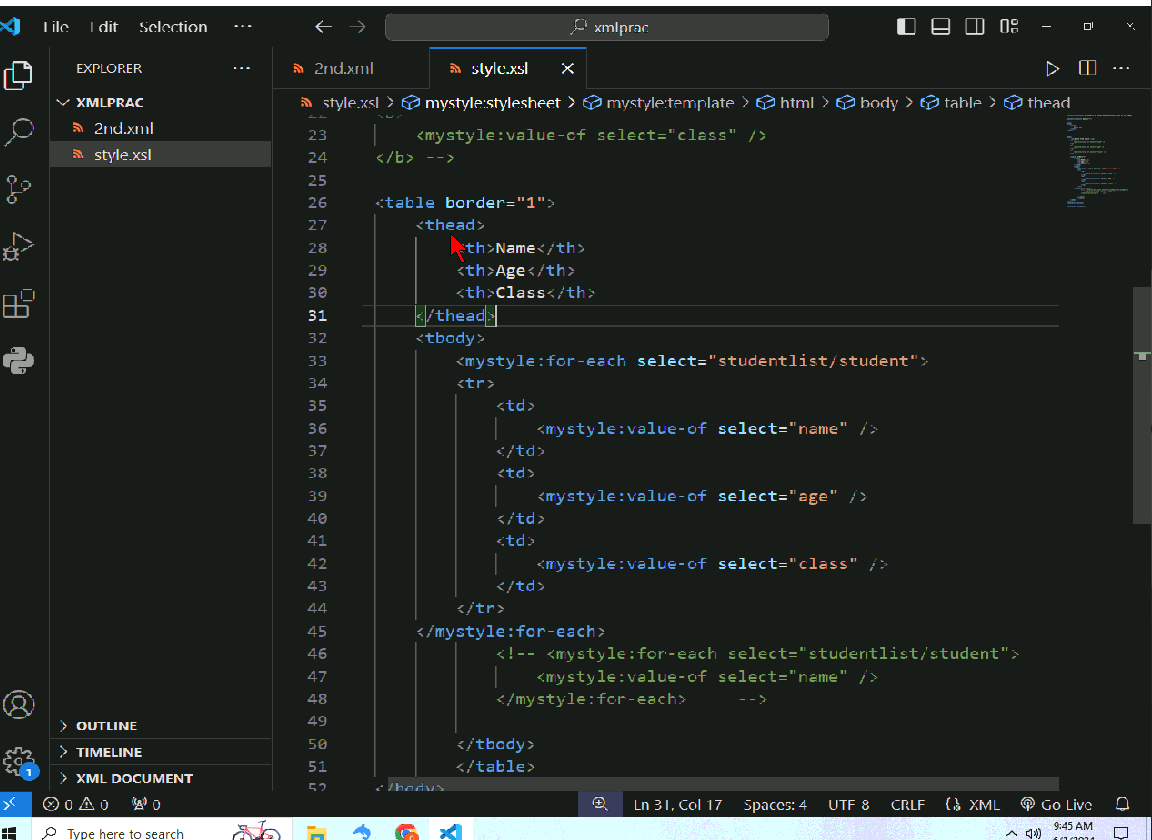 File Edit Selection ··· xmlprac
EXPLORER ···
2nd.xml style.xsl
style.xsl > mystyle:stylesheet > mystyle:template > html > body > table > thead
XMLPRAC
2nd.xml
style.xsl
22 <b>
23 <mystyle:value-of select="class" />
24 </b> -->
25
26 <table border="1">
27 <thead>
28 <th>Name</th>
29 <th>Age</th>
30 <th>Class</th>
31 </thead>
32 <tbody>
33 <mystyle:for-each select="studentlist/student">
34 <tr>
35 <td>
36 <mystyle:value-of select="name" />
37 </td>
38 <td>
39 <mystyle:value-of select="age" />
40 </td>
41 <td>
42 <mystyle:value-of select="class" />
43 </td>
44 </tr>
45 </mystyle:for-each>
46 <!-- <mystyle:for-each select="studentlist/student">
47 <mystyle:value-of select="name" />
48 </mystyle:for-each> -->
49
50 </tbody>
51 </table>
52 </body>
OUTLINE
TIMELINE
XML DOCUMENT
1
0 0 0 Ln 31, Col 17 Spaces: 4 UTF 8 CRLF XML Go Live
Type here to search
9:45 AM